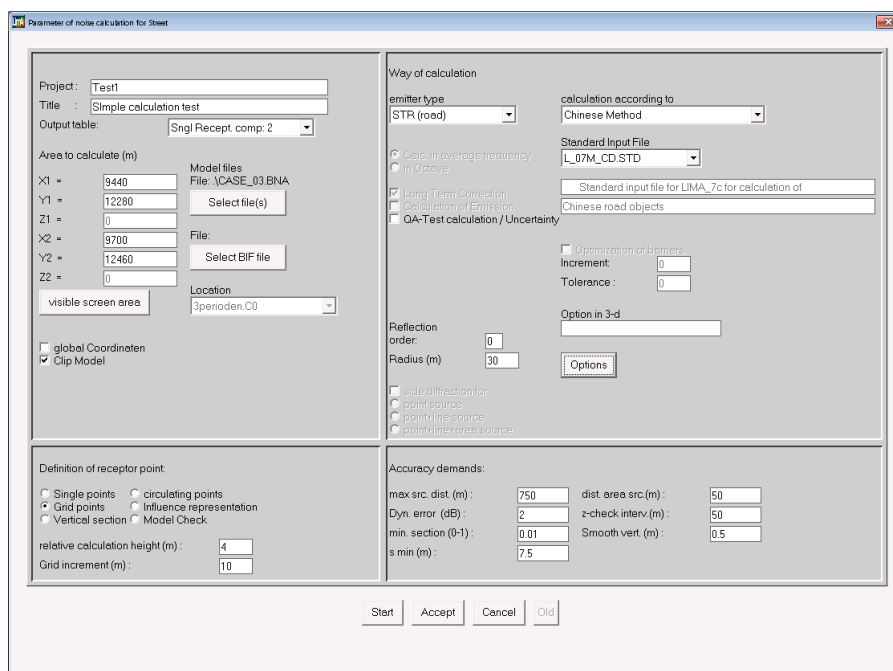 LimA Parameter of noise calculation for Street
Project : Test1
Title : SImple calculation test
Output table: Sngl Recept. comp: 2
Area to calculate (m)
Model files
X1 = 9440
File: .\CASE_03.BNA
Y1 = 12280
Select file(s)
Z1 = 0
X2 = 9700
File:
Y2 = 12460
Select BIF file
Z2 = 0
visible screen area
Location
3perioden.C0
global Coordinaten
Clip Model
Way of calculation
emitter type
calculation according to
STR (road)
Chinese Method
Standard Input File
L_07M_CD.STD
Calc. in average frequency
in Octave
Long Term Correction
Standard input file for LIMA_7c for calculation of
Calculation of Emission
Chinese road objects
QA-Test calculation / Uncertainty
Optimization of barriers
Increment: 0
Tolerance : 0
Option in 3-d
Reflection
order: 0
Radius (m) 30
Options
side diffraction for:
point source
point+line source
point+line+area source
Definition of receptor point:
Single points circulating points
Grid points Influence representation
Vertical section Model Check
relative calculation height (m) : 4
Grid increment (m) : 10
Accuracy demands:
max src. dist. (m) : 750 dist. area src.(m) : 50
Dyn. error (dB) : 2 z-check interv.(m) : 50
min. section (0-1) : 0.01 Smooth vert. (m) : 0.5
s min (m) : 7.5
Start Accept Cancel Old